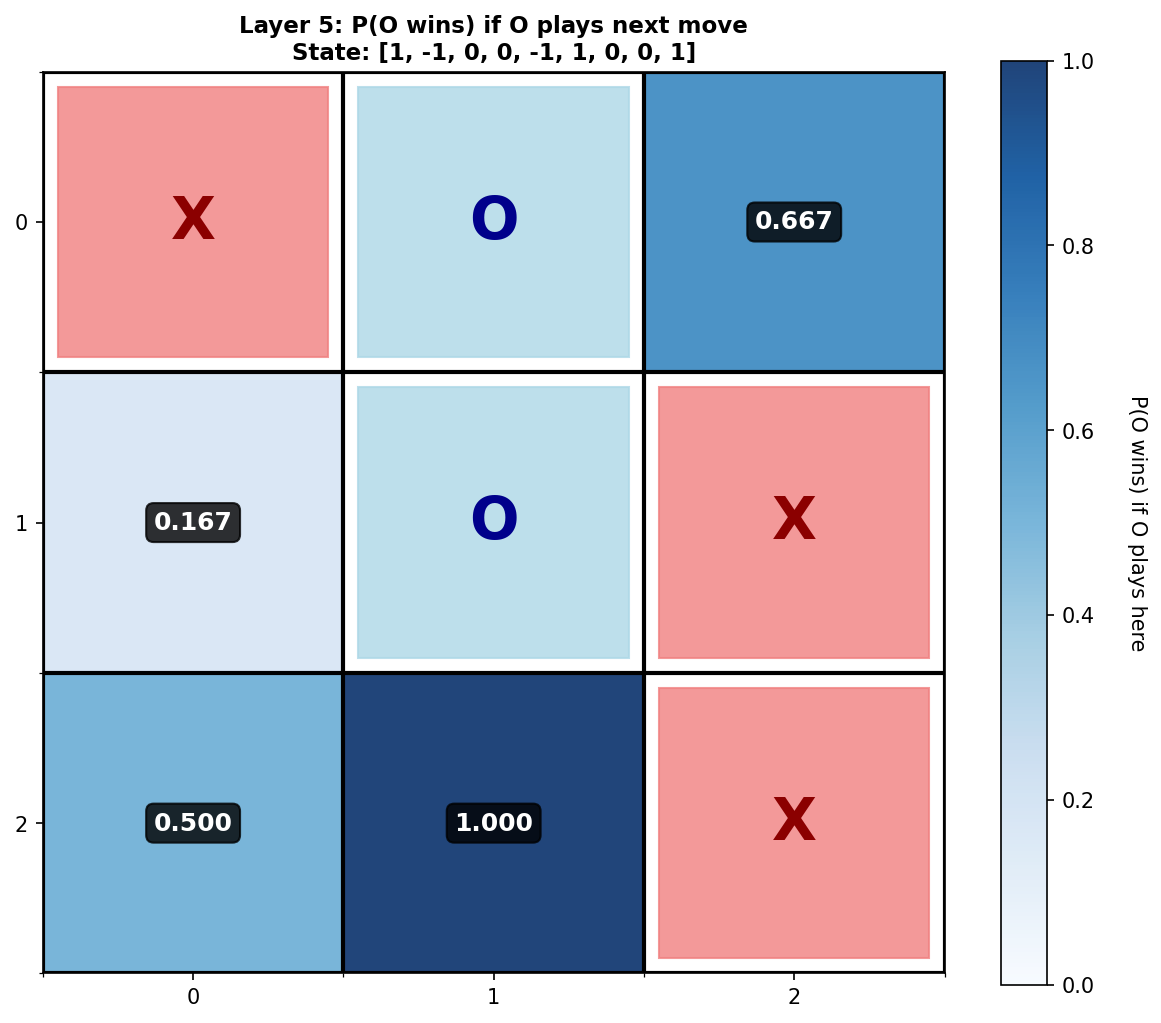 Layer 5: P(O wins) if O plays next move
State: [1, -1, 0, 0, -1, 1, 0, 0, 1]
X
O
0.667
0.167
O
X
0.500
1.000
X
0
1
2
0
1
2
1.0
0.8
0.6
0.4
0.2
0.0
P(O wins) if O plays here